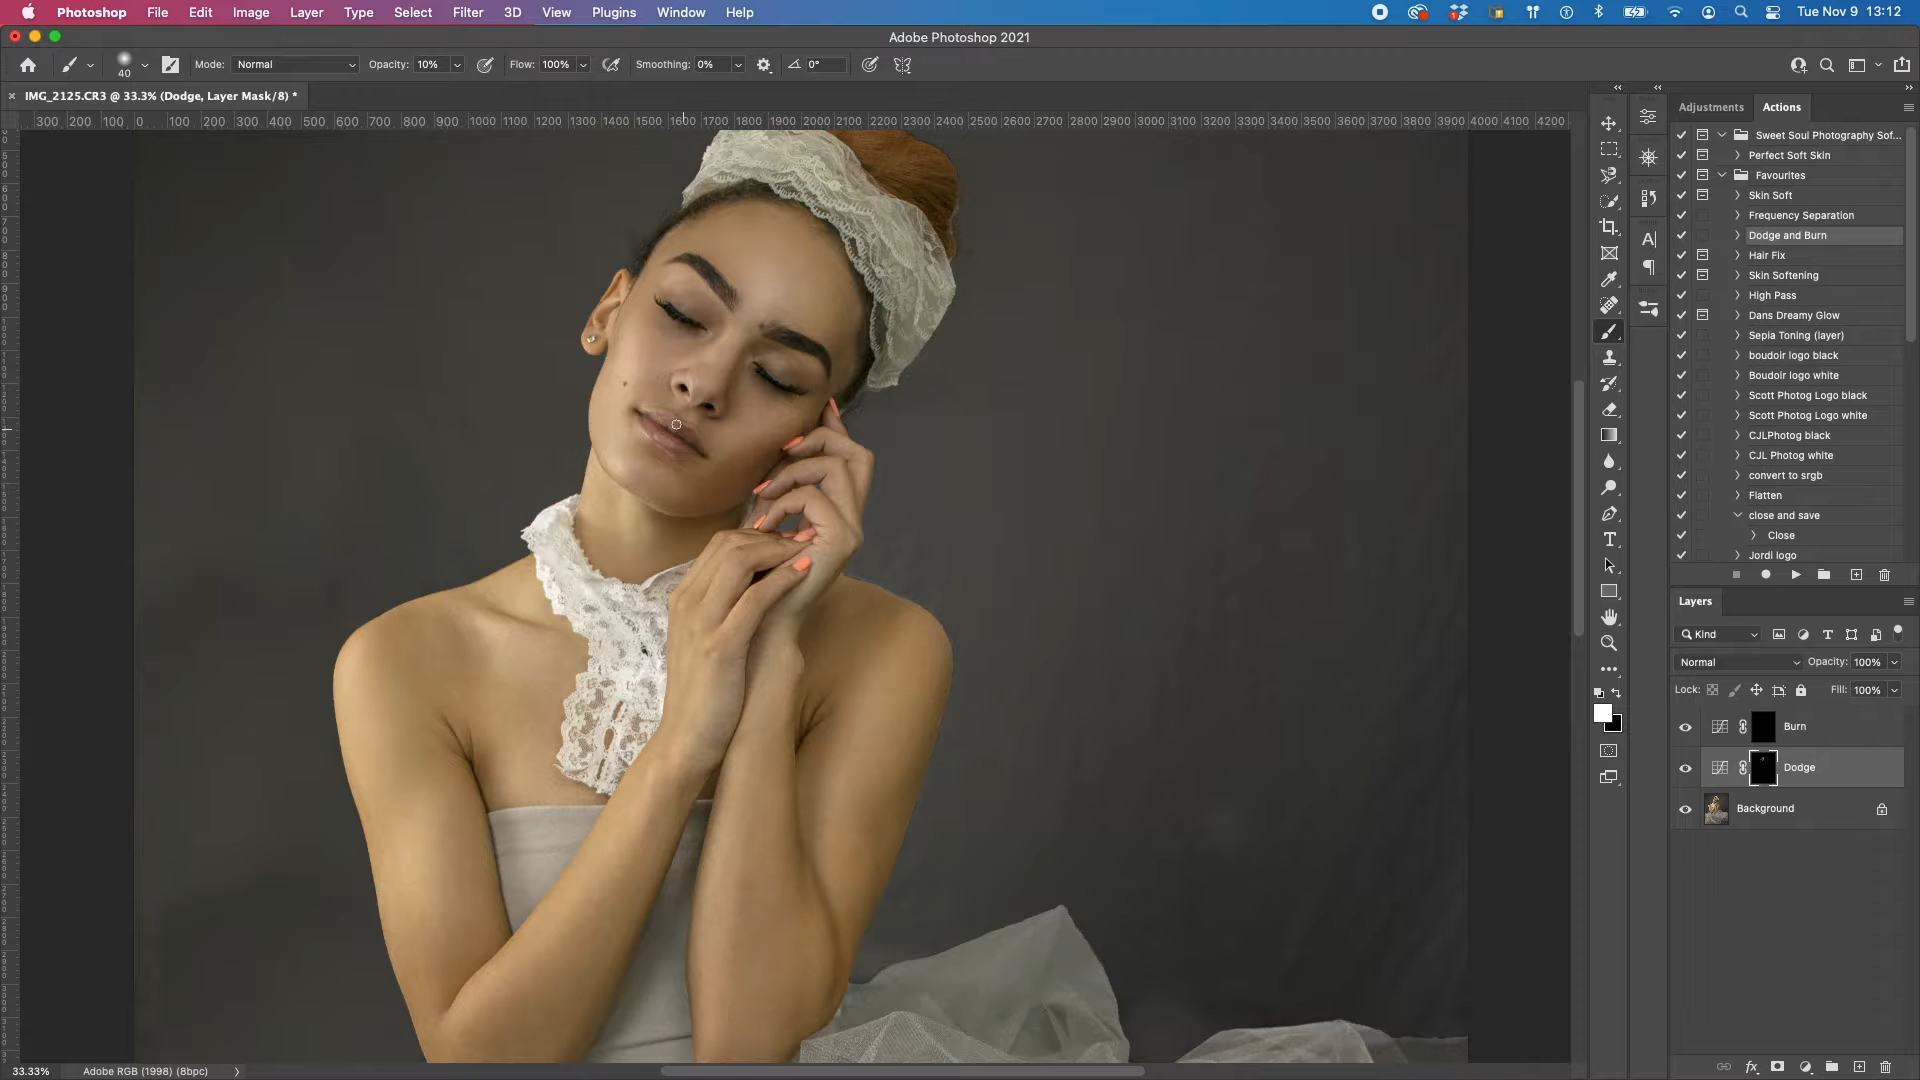 Photoshop File Edit Image Layer Type Select Filter 3D View Plugins Window Help Tue Nov 9 13:12
Adobe Photoshop 2021
40 Mode: Normal Opacity: 10% Flow: 100% Smoothing: 0% 0°
× IMG_2125.CR3 @ 33.3% (Dodge, Layer Mask/8) *
300 200 100 0 100 200 300 400 500 600 700 800 900 1000 1100 1200 1300 1400 1500 1600 1700 1800 1900 2000 2100 2200 2300 2400 2500 2600 2700 2800 2900 3000 3100 3200 3300 3400 3500 3600 3700 3800 3900 4000 4100 4200
Adjustments Actions
Sweet Soul Photography Sof...
Perfect Soft Skin
Favourites
Skin Soft
Frequency Separation
Dodge and Burn
Hair Fix
Skin Softening
High Pass
Dans Dreamy Glow
Sepia Toning (layer)
boudoir logo black
Boudoir logo white
Scott Photog Logo black
Scott Photog Logo white
CJLPhotog black
CJL Photog white
convert to srgb
Flatten
close and save
Close
Jordi logo
Layers
Kind
Normal Opacity: 100%
Lock: Fill: 100%
Burn
Dodge
Background
33.33% Adobe RGB (1998) (8bpc)